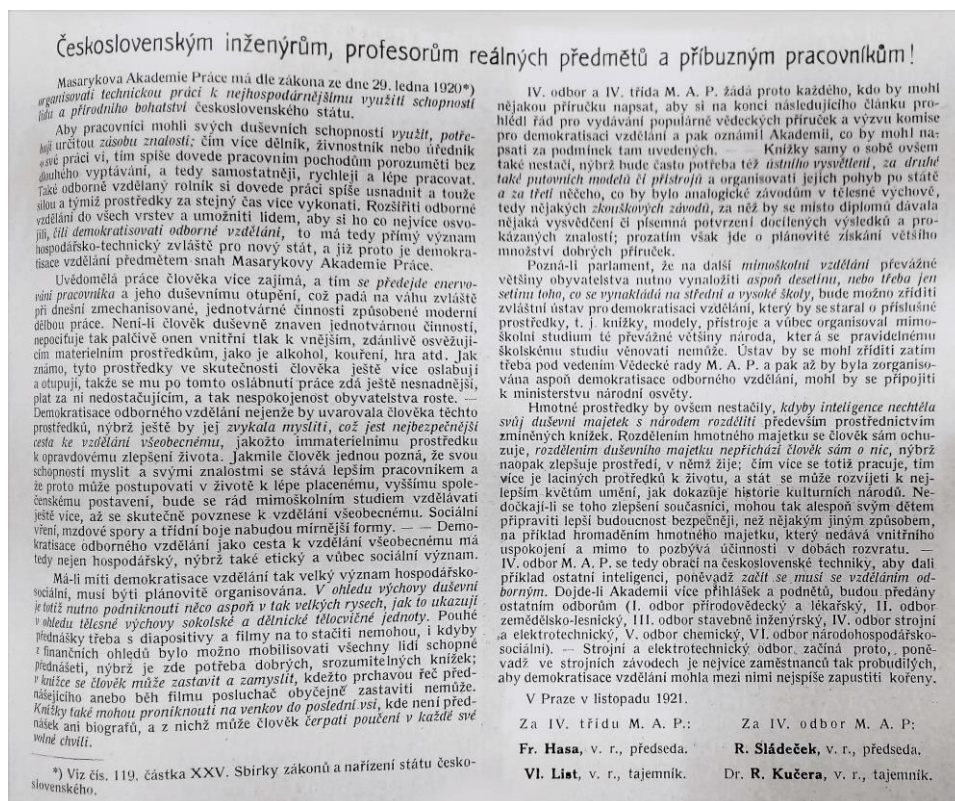 Československým inženýrům, profesorům reálných předmětů a příbuzným pracovníkům!
Masarykova Akademie Práce má dle zákona ze dne 29. ledna 1920*)
organisovati technickou práci k nejhospodárnějšímu využití schopností
lidu a přírodního bohatství československého státu.
Aby pracovníci mohli svých duševních schopností využít, potře-
bují určitou zásobu znalostí; čím více dělník, živnostník nebo úředník
o své práci ví, tím spíše dovede pracovním pochodům porozuměti bez
dlouhého vyptávání, a tedy samostatněji, rychleji a lépe pracovat.
Také odborně vzdělaný rolník si dovede práci spíše usnadnit a touže
silou a týmiž prostředky za stejný čas více vykonati. Rozšířiti odborné
vzdělání do všech vrstev a umožniti lidem, aby si ho co nejvíce osvo-
jili, čili demokratisovati odborné vzdělání, to má tedy přímý význam
hospodářsko-technický zvláště pro nový stát, a již proto je demokra-
tisace vzdělání předmětem snah Masarykovy Akademie Práce.
Uvědomělá práce člověka více zajímá, a tím se předejde enervo-
vání pracovníka a jeho duševnímu otupění, což padá na váhu zvláště
při dnešní zmechanisované, jednotvárné činnosti způsobené moderní
dělbou práce. Není-li člověk duševně znaven jednotvárnou činností,
nepociťuje tak palčivě onen vnitřní tlak k vnějším, zdánlivě osvěžují-
cím materielním prostředkům, jako je alkohol, kouření, hra atd. Jak
známo, tyto prostředky ve skutečnosti člověka ještě více oslabují
a otupují, takže se mu po tomto oslábnutí práce zdá ještě nesnadnější,
plat za ni nedostačujícím, a tak nespokojenost obyvatelstva roste. —
Demokratisace odborného vzdělání nejenže by uvarovala člověka těchto
prostředků, nýbrž ještě by jej zvykala mysliti, což jest nejbezpečnější
cesta ke vzdělání všeobecnému, jakožto immaterielnímu prostředku
k opravdovému zlepšení života. Jakmile člověk jednou pozná, že svou
schopností myslit a svými znalostmi se stává lepším pracovníkem a
že proto může postupovati v životě k lépe placenému, vyššímu spole-
čenskému postavení, bude se rád mimoškolním studiem vzdělávati
ještě více, až se skutečně povznese k vzdělání všeobecnému. Sociální
vření, mzdové spory a třídní boje nabudou mírnější formy. — — Demo-
kratisace odborného vzdělání jako cesta k vzdělání všeobecnému má
tedy nejen hospodářský, nýbrž také etický a vůbec sociální význam.
Má-li míti demokratisace vzdělání tak velký význam hospodářsko-
sociální, musí býti plánovitě organisována. V ohledu výchovy duševní
je totiž nutno podniknouti něco aspoň v tak velkých rysech, jak to ukazují
v ohledu tělesné výchovy sokolské a dělnické tělocvičné jednoty. Pouhé
přednášky třeba s diapositivy a filmy na to stačiti nemohou, i kdyby
z finančních ohledů bylo možno mobilisovati všechny lidí schopné
přednášeti, nýbrž je zde potřeba dobrých, srozumitelných knížek;
v knížce se člověk může zastavit a zamyslit, kdežto prchavou řeč před-
nášejícího anebo běh filmu posluchač obyčejně zastaviti nemůže.
Knížky také mohou proniknouti na venkov do poslední vsi, kde není před-
nášek ani biografů, a z nichž může člověk čerpati poučení v každé své
volné chvíli.
*) Viz čís. 119. částka XXV. Sbírky zákonů a nařízení státu česko-
slovenského.
IV. odbor a IV. třída M. A. P. žádá proto každého, kdo by mohl
nějakou příručku napsat, aby si na konci následujícího článku pro-
hlédl řád pro vydávání populárně vědeckých příruček a výzvu komise
pro demokratisaci vzdělání a pak oznámil Akademii, co by mohl na-
psati za podmínek tam uvedených. — Knížky samy o sobě ovšem
také nestačí, nýbrž bude často potřeba též ústního vysvětlení, za druhé
také putovních modelů či přístrojů a organisovati jejich pohyb po státě
a za třetí něčeho, co by bylo analogické závodům v tělesné výchově,
tedy nějakých zkouškových závodů, za něž by se místo diplomů dávala
nějaká vysvědčení či písemná potvrzení docílených výsledků a pro-
kázaných znalostí; prozatím však jde o plánovité získání většího
množství dobrých příruček.
Pozná-li parlament, že na další mimoškolní vzdělání převážné
většiny obyvatelstva nutno vynaložiti aspoň desetinu, nebo třeba jen
setinu toho, co se vynakládá na střední a vysoké školy, bude možno zříditi
zvláštní ústav pro demokratisaci vzdělání, který by se staral o příslušné
prostředky, t. j. knížky, modely, přístroje a vůbec organisoval mimo-
školní studium té převážné většiny národa, která se pravidelnému
školskému studiu věnovati nemůže. Ústav by se mohl zříditi zatím
třeba pod vedením Vědecké rady M. A. P. a pak až by byla zorganiso-
vána aspoň demokratisace odborného vzdělání, mohl by se připojiti
k ministerstvu národní osvěty.
Hmotné prostředky by ovšem nestačily, kdyby inteligence nechtěla
svůj duševní majetek s národem rozděliti především prostřednictvím
zmíněných knížek. Rozdělením hmotného majetku se člověk sám ochu-
zuje, rozdělením duševního majetku nepřichází člověk sám o nic, nýbrž
naopak zlepšuje prostředí, v němž žije; čím více se totiž pracuje, tím
více je laciných protředků k životu, a stát se může rozvíjeti k nej-
lepším květům umění, jak dokazuje historie kulturních národů. Ne-
dočkají-li se toho zlepšení současníci, mohou tak alespoň svým dětem
připraviti lepší budoucnost bezpečněji, než nějakým jiným způsobem,
na příklad hromaděním hmotného majetku, který nedává vnitřního
uspokojení a mimo to pozbývá účinnosti v dobách rozvratu. —
IV. odbor M. A. P. se tedy obrací na československé techniky, aby dali
příklad ostatní inteligenci, poněvadž začít se musí se vzděláním od-
borným. Dojde-li Akademii více přihlášek a podnětů, budou předány
ostatním odborům (I. odbor přírodovědecký a lékařský, II. odbor
zemědělsko-lesnický, III. odbor stavebně inženýrský, IV. odbor strojní
a elektrotechnický, V. odbor chemický, VI. odbor národohospodářsko-
sociální). — Strojní a elektrotechnický odbor začíná proto, poně-
vadž ve strojních závodech je nejvíce zaměstnanců tak probudilých,
aby demokratisace vzdělání mohla mezi nimi nejspíše zapustiti kořeny.
V Praze v listopadu 1921.
Za IV. třídu M. A. P.: Za IV. odbor M. A. P:
Fr. Hasa, v. r., předseda. R. Sládeček, v. r., předseda.
Vl. List, v. r., tajemník. Dr. R. Kučera, v. r., tajemník.